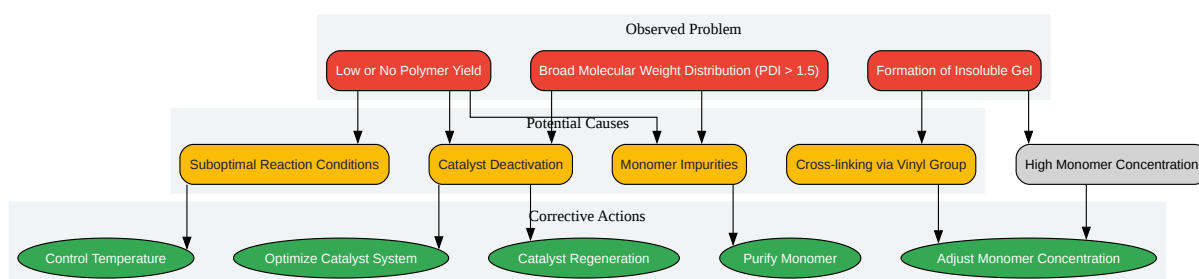 Observed Problem
Low or No Polymer Yield
Broad Molecular Weight Distribution (PDI > 1.5)
Formation of Insoluble Gel
Potential Causes
Suboptimal Reaction Conditions
Catalyst Deactivation
Monomer Impurities
Cross-linking via Vinyl Group
High Monomer Concentration
Corrective Actions
Control Temperature
Optimize Catalyst System
Catalyst Regeneration
Purify Monomer
Adjust Monomer Concentration